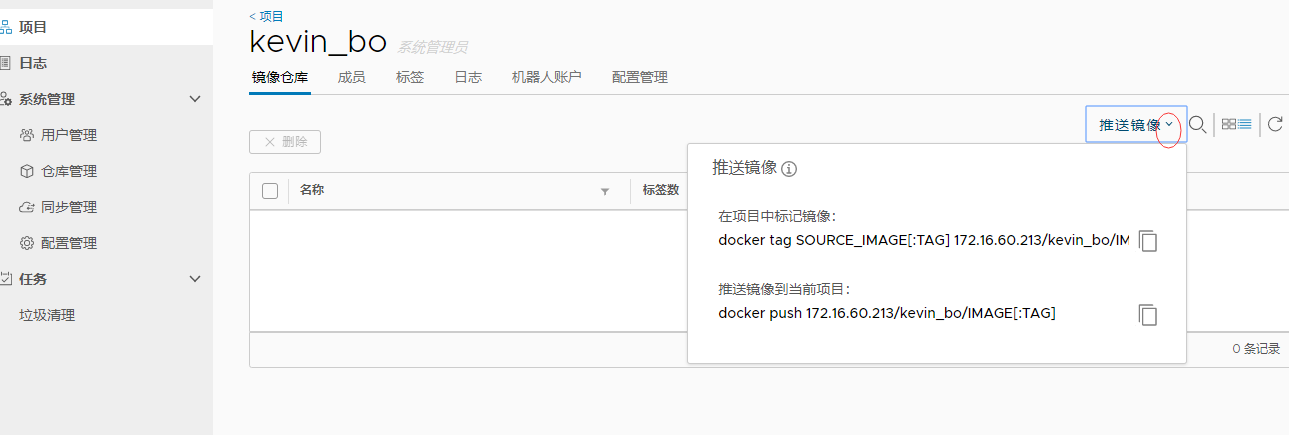 < 项目
项目
kevin_bo 系统管理员
日志
镜像仓库 成员 标签 日志 机器人账户 配置管理
系统管理
用户管理
仓库管理
同步管理
配置管理
任务
垃圾清理
推送镜像
× 删除
名称 标签数
推送镜像
在项目中标记镜像：
docker tag SOURCE_IMAGE[:TAG] 172.16.60.213/kevin_bo/IM
推送镜像到当前项目：
docker push 172.16.60.213/kevin_bo/IMAGE[:TAG]
0 条记录